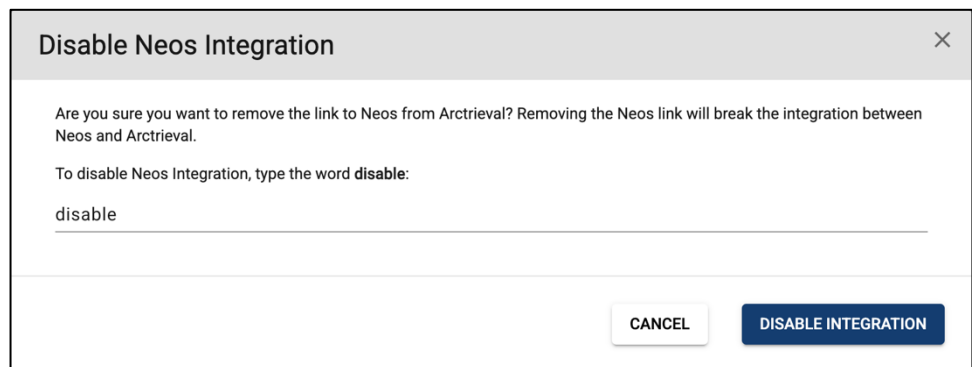 Disable Neos Integration
Are you sure you want to remove the link to Neos from Arctrieval? Removing the Neos link will break the integration between
Neos and Arctrieval.
To disable Neos Integration, type the word disable:
disable
CANCEL
DISABLE INTEGRATION